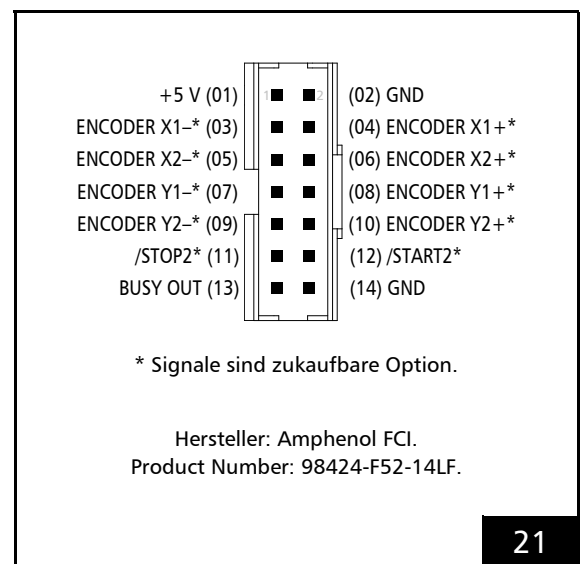 +5 V (01) 1 2 (02) GND
ENCODER X1–* (03) (04) ENCODER X1+*
ENCODER X2–* (05) (06) ENCODER X2+*
ENCODER Y1–* (07) (08) ENCODER Y1+*
ENCODER Y2–* (09) (10) ENCODER Y2+*
/STOP2* (11) (12) /START2*
BUSY OUT (13) (14) GND
* Signale sind zukaufbare Option.
Hersteller: Amphenol FCI.
Product Number: 98424-F52-14LF.
21